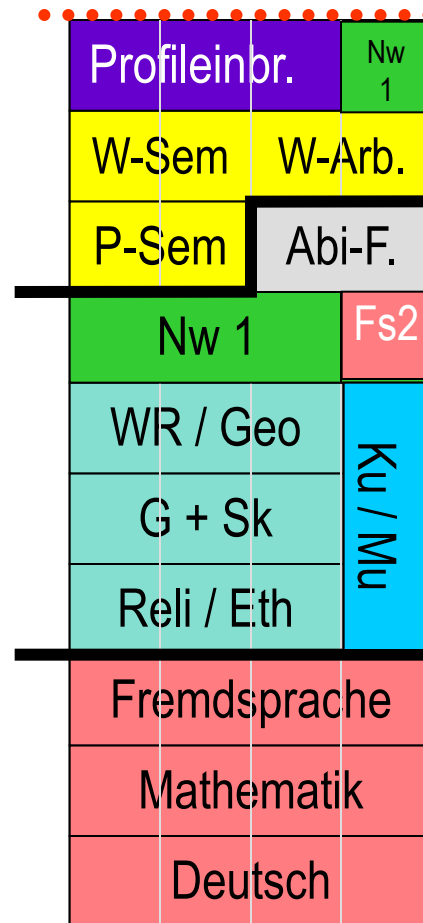 Profileinbr.
Nw
1
W-Sem W-Arb.
P-Sem Abi-F.
Nw 1 Fs2
WR / Geo
Ku / Mu
G + Sk
Reli / Eth
Fremdsprache
Mathematik
Deutsch